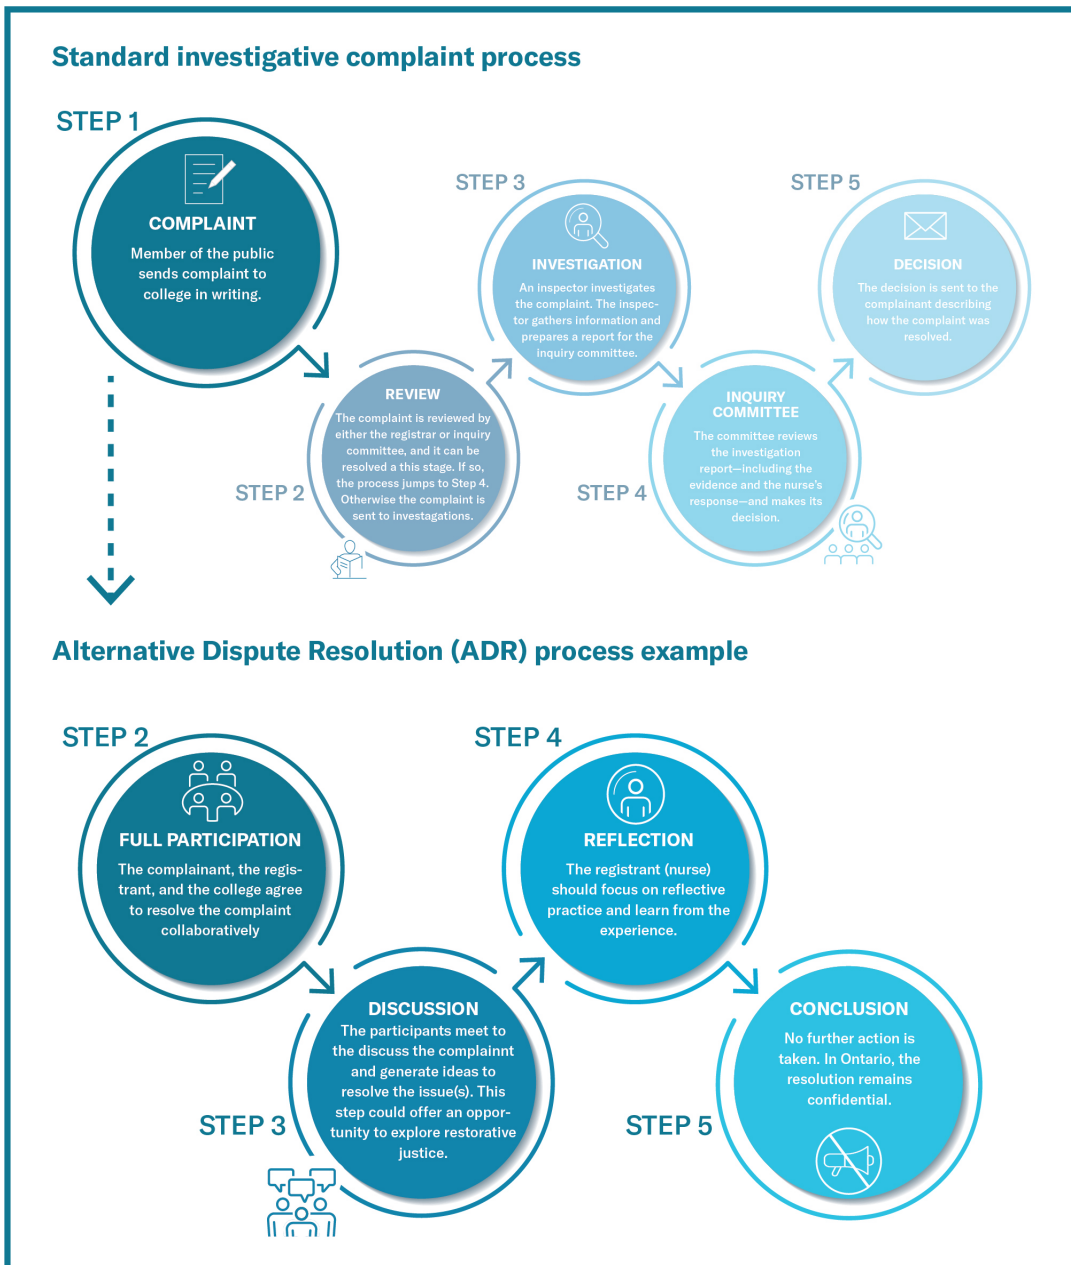 Standard investigative complaint process
STEP 1
COMPLAINT
Member of the public
sends complaint to
college in writing.
STEP 2
REVIEW
The complaint is reviewed by
either the registrar or inquiry
committee, and it can be
resolved a this stage. If so,
the process jumps to Step 4.
Otherwise the complaint is
sent to investagations.
STEP 3
INVESTIGATION
An inspector investigates
the complaint. The inspec-
tor gathers information and
prepares a report for the
inquiry committee.
STEP 4
INQUIRY
COMMITTEE
The committee reviews
the investigation
report—including the
evidence and the nurse's
response—and makes its
decision.
STEP 5
DECISION
The decision is sent to the
complainant describing
how the complaint was
resolved.
Alternative Dispute Resolution (ADR) process example
STEP 2
FULL PARTICIPATION
The complainant, the regis-
trant, and the college agree
to resolve the complaint
collaboratively
STEP 3
DISCUSSION
The participants meet to
the discuss the complainnt
and generate ideas to
resolve the issue(s). This
step could offer an oppor-
tunity to explore restorative
justice.
STEP 4
REFLECTION
The registrant (nurse)
should focus on reflective
practice and learn from the
experience.
STEP 5
CONCLUSION
No further action is
taken. In Ontario, the
resolution remains
confidential.